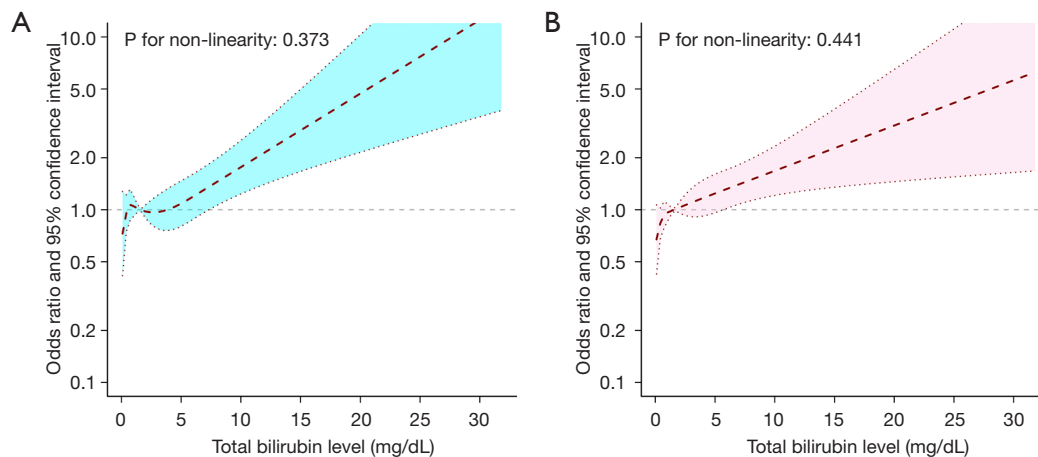 A
P for non-linearity: 0.373
Odds ratio and 95% confidence interval
10.0
5.0
2.0
1.0
0.5
0.2
0.1
0 5 10 15 20 25 30
Total bilirubin level (mg/dL)
B
P for non-linearity: 0.441
Odds ratio and 95% confidence interval
10.0
5.0
2.0
1.0
0.5
0.2
0.1
0 5 10 15 20 25 30
Total bilirubin level (mg/dL)